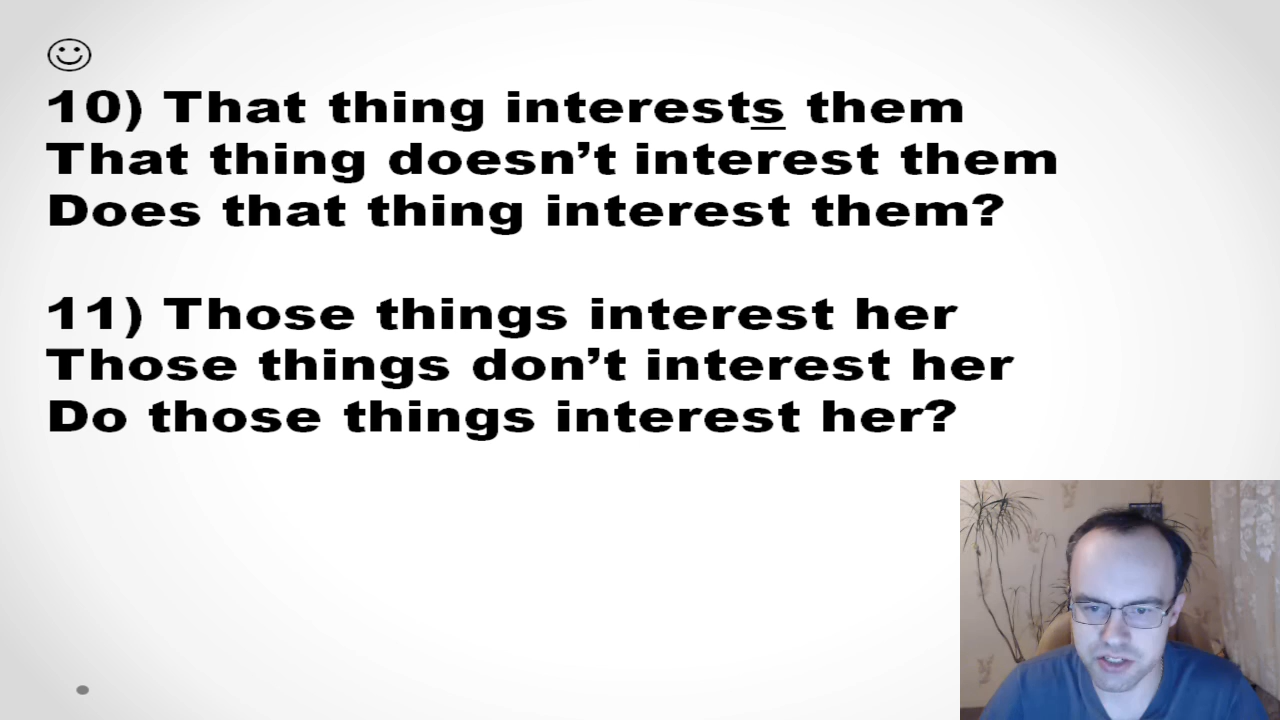 10) That thing interests them
That thing doesn’t interest them
Does that thing interest them?
11) Those things interest her
Those things don’t interest her
Do those things interest her?